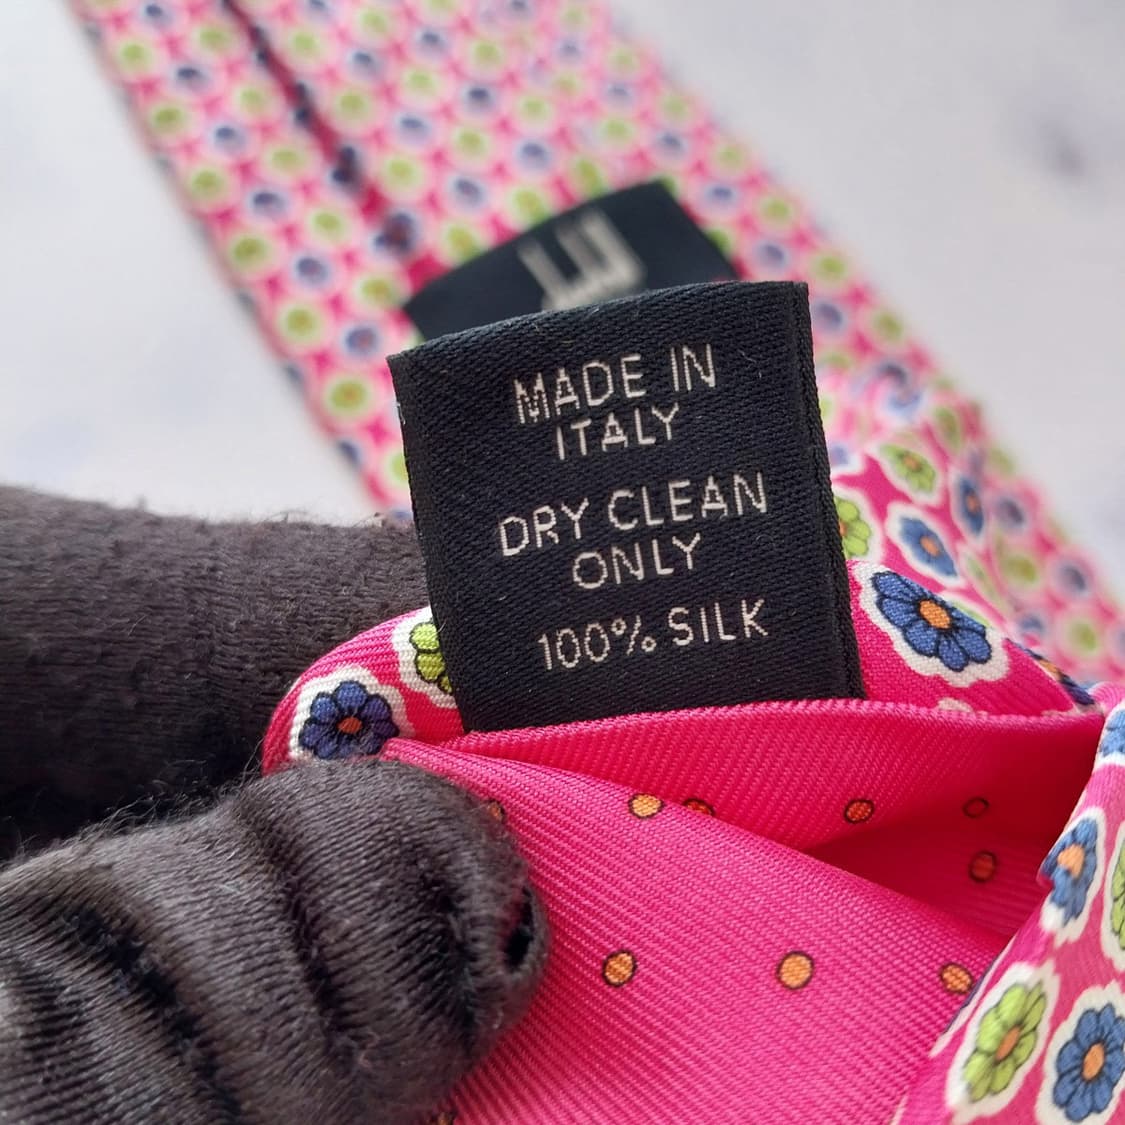 MADE IN
ITALY
DRY CLEAN
ONLY
100% SILK